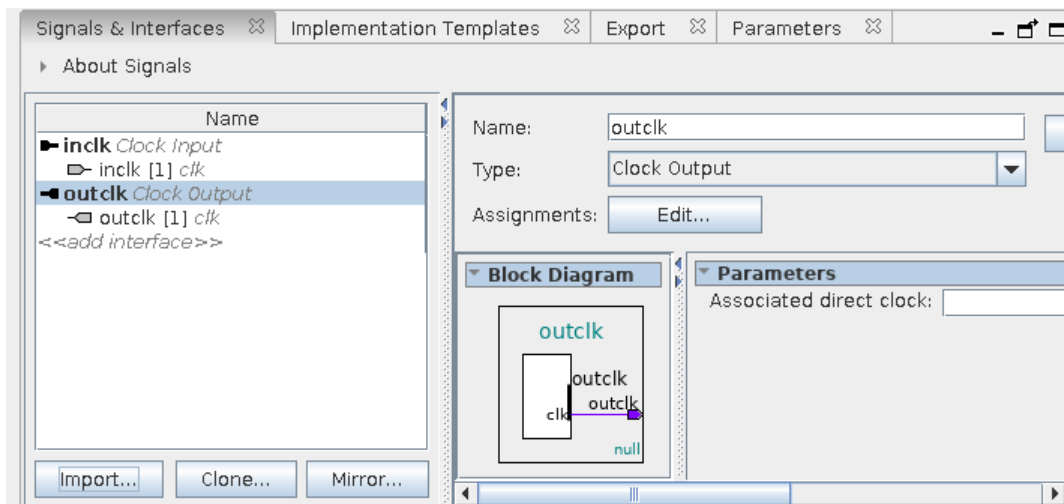 Signals & Interfaces
Implementation Templates
Export
Parameters
About Signals
Name
inclk Clock Input
inclk [1] clk
outclk Clock Output
outclk [1] clk
<<add interface>>
Import...
Clone...
Mirror...
Name:
outclk
Type:
Clock Output
Assignments:
Edit...
Block Diagram
outclk
outclk
outclk
clk
null
Parameters
Associated direct clock: